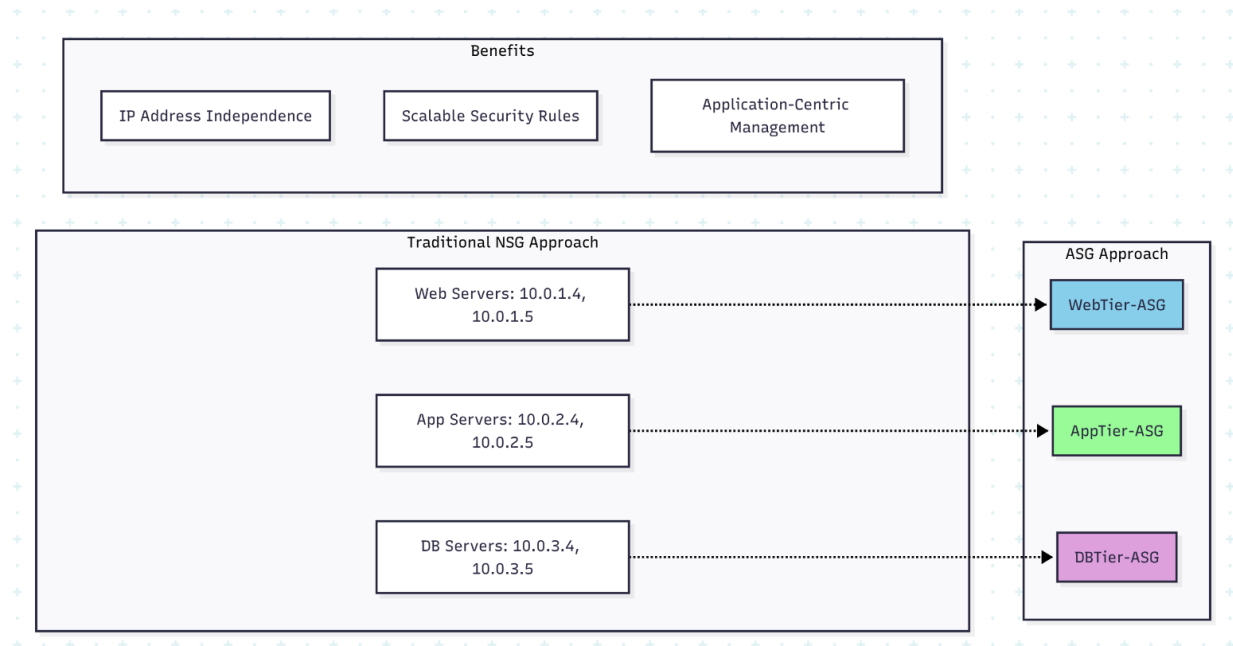 Benefits
IP Address Independence
Scalable Security Rules
Application-Centric
Management
Traditional NSG Approach
Web Servers: 10.0.1.4,
10.0.1.5
App Servers: 10.0.2.4,
10.0.2.5
DB Servers: 10.0.3.4,
10.0.3.5
ASG Approach
WebTier-ASG
AppTier-ASG
DBTier-ASG